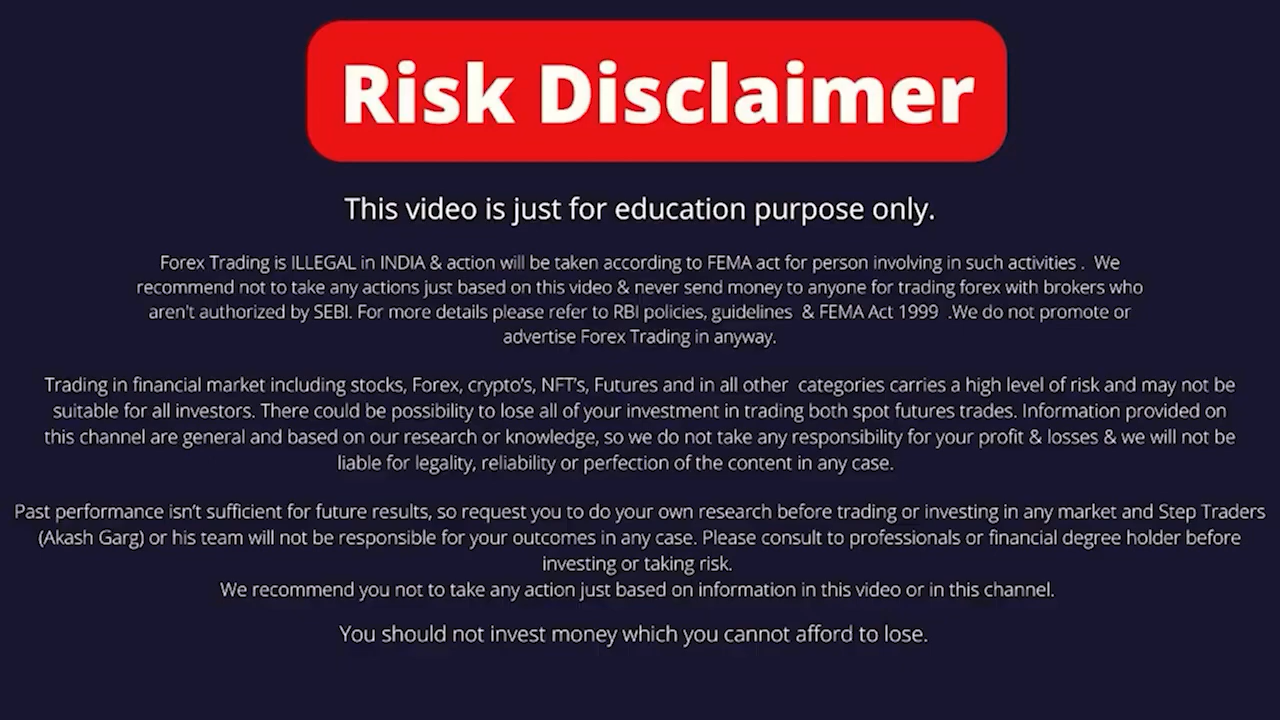 Risk Disclaimer
This video is just for education purpose only.
Forex Trading is ILLEGAL in INDIA & action will be taken according to FEMA act for person involving in such activities .  We
recommend not to take any actions just based on this video & never send money to anyone for trading forex with brokers who
aren't authorized by SEBI. For more details please refer to RBI policies, guidelines  & FEMA Act 1999  .We do not promote or
advertise Forex Trading in anyway.
Trading in financial market including stocks, Forex, crypto's, NFT's, Futures and in all other  categories carries a high level of risk and may not be
suitable for all investors. There could be possibility to lose all of your investment in trading both spot futures trades. Information provided on
this channel are general and based on our research or knowledge, so we do not take any responsibility for your profit & losses & we will not be
liable for legality, reliability or perfection of the content in any case.
Past performance isn't sufficient for future results, so request you to do your own research before trading or investing in any market and Step Traders
(Akash Garg) or his team will not be responsible for your outcomes in any case. Please consult to professionals or financial degree holder before
investing or taking risk.
We recommend you not to take any action just based on information in this video or in this channel.
You should not invest money which you cannot afford to lose.